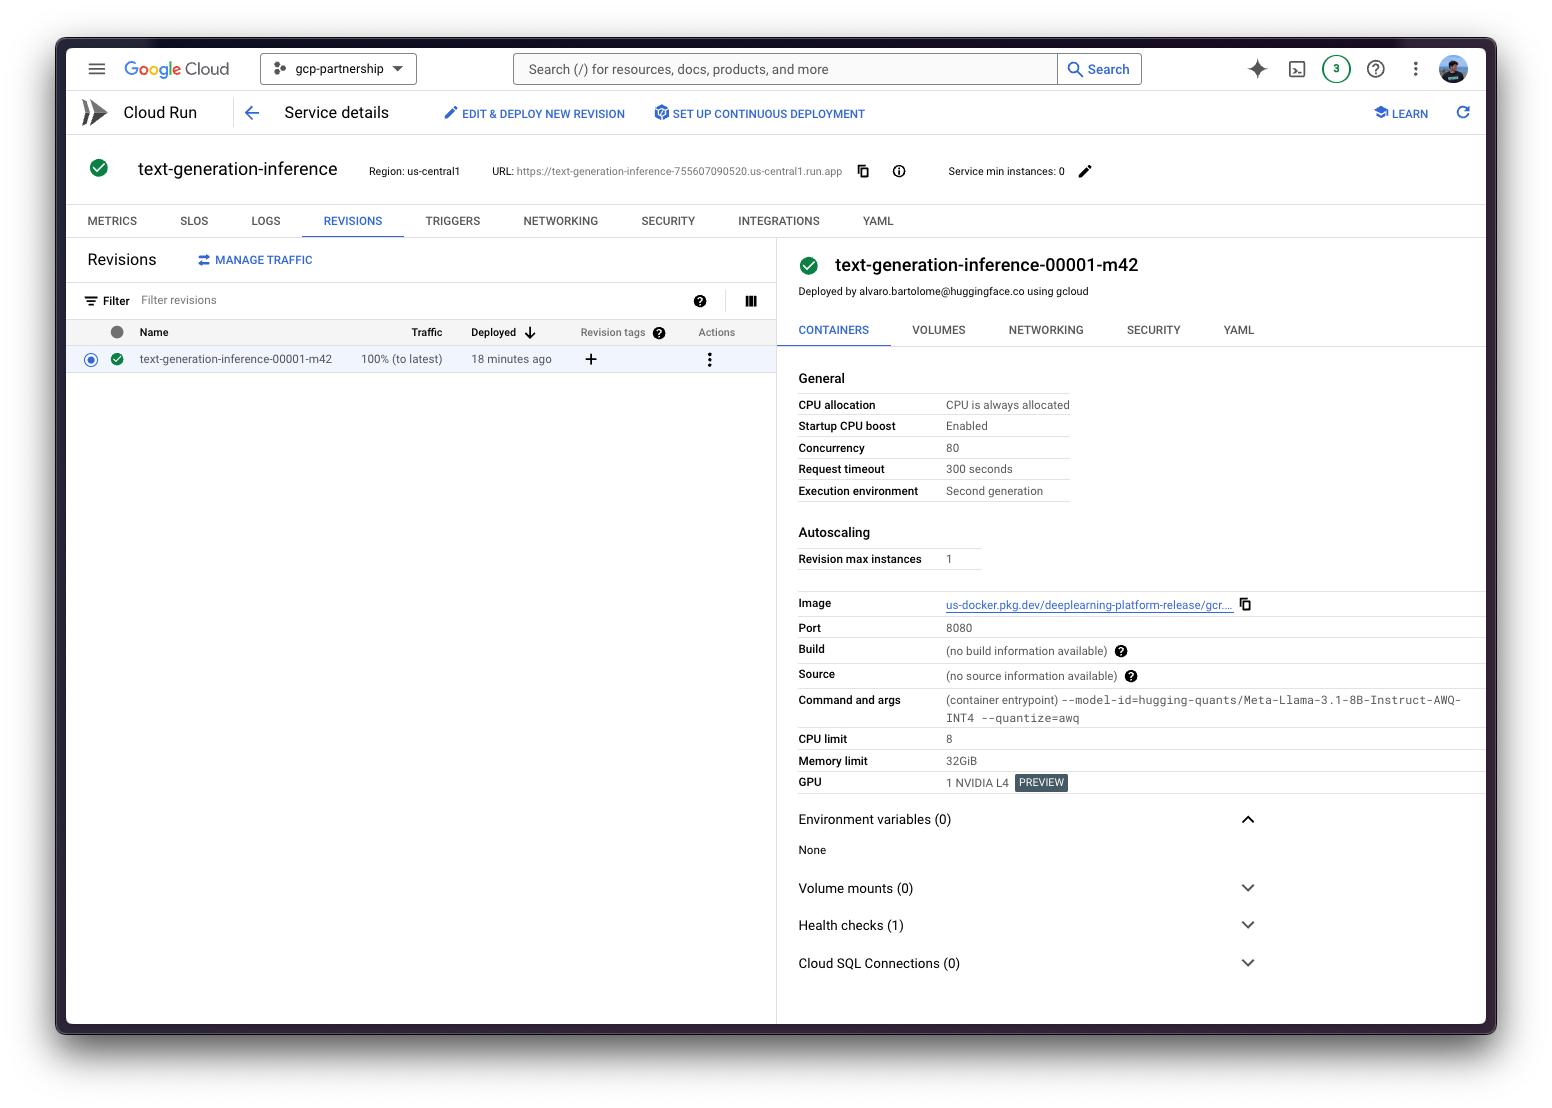 Google Cloud
gcp-partnership
Search (/) for resources, docs, products, and more
Search
3
Cloud Run
Service details
EDIT & DEPLOY NEW REVISION
SET UP CONTINUOUS DEPLOYMENT
LEARN
text-generation-inference
Region: us-central1
URL: https://text-generation-inference-755607090520.us-central1.run.app
Service min instances: 0
METRICS SLOS LOGS REVISIONS TRIGGERS NETWORKING SECURITY INTEGRATIONS YAML
Revisions
MANAGE TRAFFIC
Filter Filter revisions
Name Traffic Deployed Revision tags Actions
text-generation-inference-00001-m42 100% (to latest) 18 minutes ago
text-generation-inference-00001-m42
Deployed by alvaro.bartolome@huggingface.co using gcloud
CONTAINERS VOLUMES NETWORKING SECURITY YAML
General
CPU allocation CPU is always allocated
Startup CPU boost Enabled
Concurrency 80
Request timeout 300 seconds
Execution environment Second generation
Autoscaling
Revision max instances 1
Image us-docker.pkg.dev/deeplearning-platform-release/gcr....
Port 8080
Build (no build information available)
Source (no source information available)
Command and args (container entrypoint) --model-id=hugging-quants/Meta-Llama-3.1-8B-Instruct-AWQ-
INT4 --quantize=awq
CPU limit 8
Memory limit 32GiB
GPU 1 NVIDIA L4 PREVIEW
Environment variables (0)
None
Volume mounts (0)
Health checks (1)
Cloud SQL Connections (0)